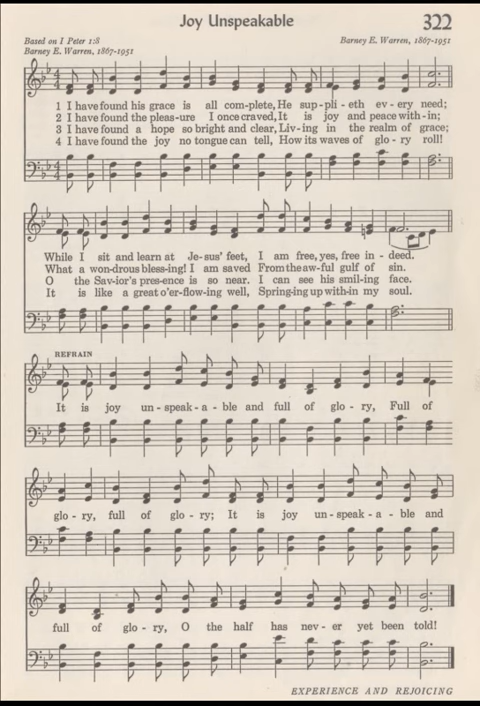 Joy Unspeakable
322
Based on I Peter 1:8
Barney E. Warren, 1867-1951
Barney E. Warren, 1867-1951
1 I have found his grace is all com-plete, He sup-pli-eth ev-ery need;
2 I have found the pleas-ure I once craved, It is joy and peace with-in;
3 I have found a hope so bright and clear, Liv-ing in the realm of grace;
4 I have found the joy no tongue can tell, How its waves of glo-ry roll!
While I sit and learn at Je-sus' feet, I am free, yes, free in-deed.
What a won-drous bless-ing! I am saved From the aw-ful gulf of sin.
O the Sav-ior's pres-ence is so near. I can see his smil-ing face.
It is like a great o'er-flow-ing well, Spring-ing up with-in my soul.
REFRAIN
It is joy un-speak-a-ble and full of glo-ry, Full of
glo-ry, full of glo-ry; It is joy un-speak-a-ble and
full of glo-ry, O the half has nev-er yet been told!
EXPERIENCE AND REJOICING